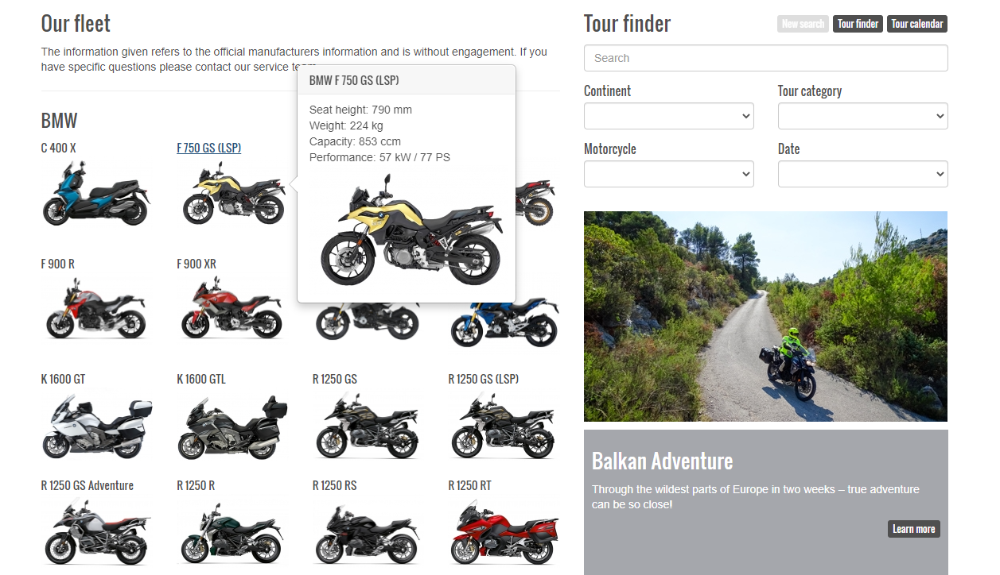 Our fleet
The information given refers to the official manufacturers information and is without engagement. If you
have specific questions please contact our service
BMW
C 400 X
F 750 GS (LSP)
BMW F 750 GS (LSP)
Seat height: 790 mm
Weight: 224 kg
Capacity: 853 ccm
Performance: 57 kW / 77 PS
F 900 R
F 900 XR
K 1600 GT
K 1600 GTL
R 1250 GS
R 1250 GS (LSP)
R 1250 GS Adventure
R 1250 R
R 1250 RS
R 1250 RT
Tour finder
New search
Tour finder
Tour calendar
Search
Continent
Tour category
Motorcycle
Date
Balkan Adventure
Through the wildest parts of Europe in two weeks – true adventure
can be so close!
Learn more